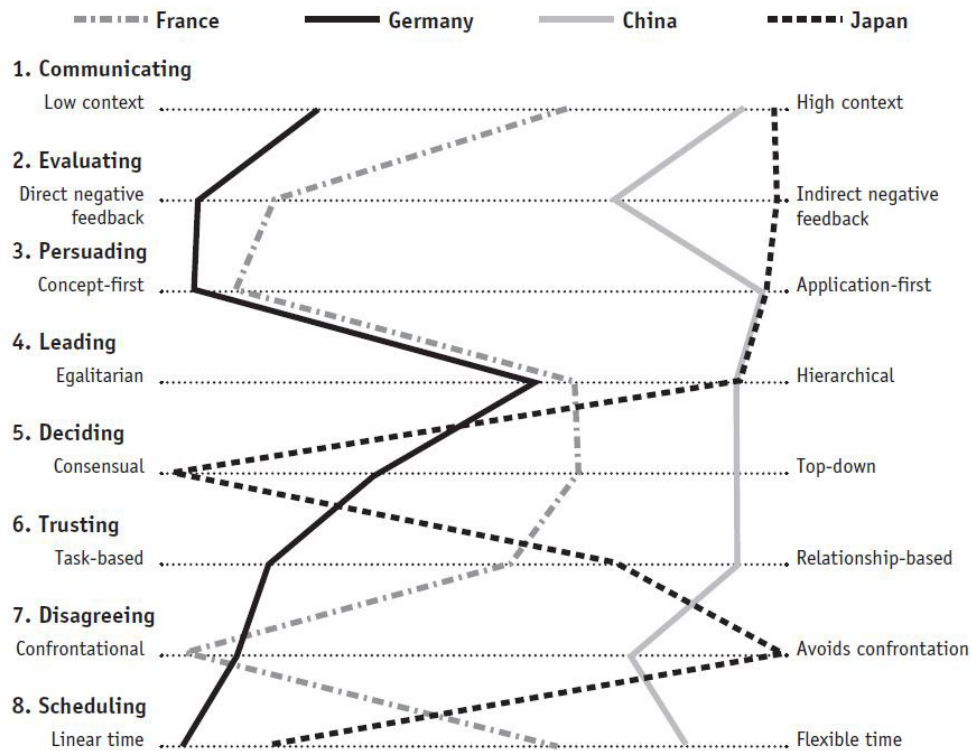 France Germany China Japan
1. Communicating
Low context High context
2. Evaluating
Direct negative feedback Indirect negative feedback
3. Persuading
Concept-first Application-first
4. Leading
Egalitarian Hierarchical
5. Deciding
Consensual Top-down
6. Trusting
Task-based Relationship-based
7. Disagreeing
Confrontational Avoids confrontation
8. Scheduling
Linear time Flexible time